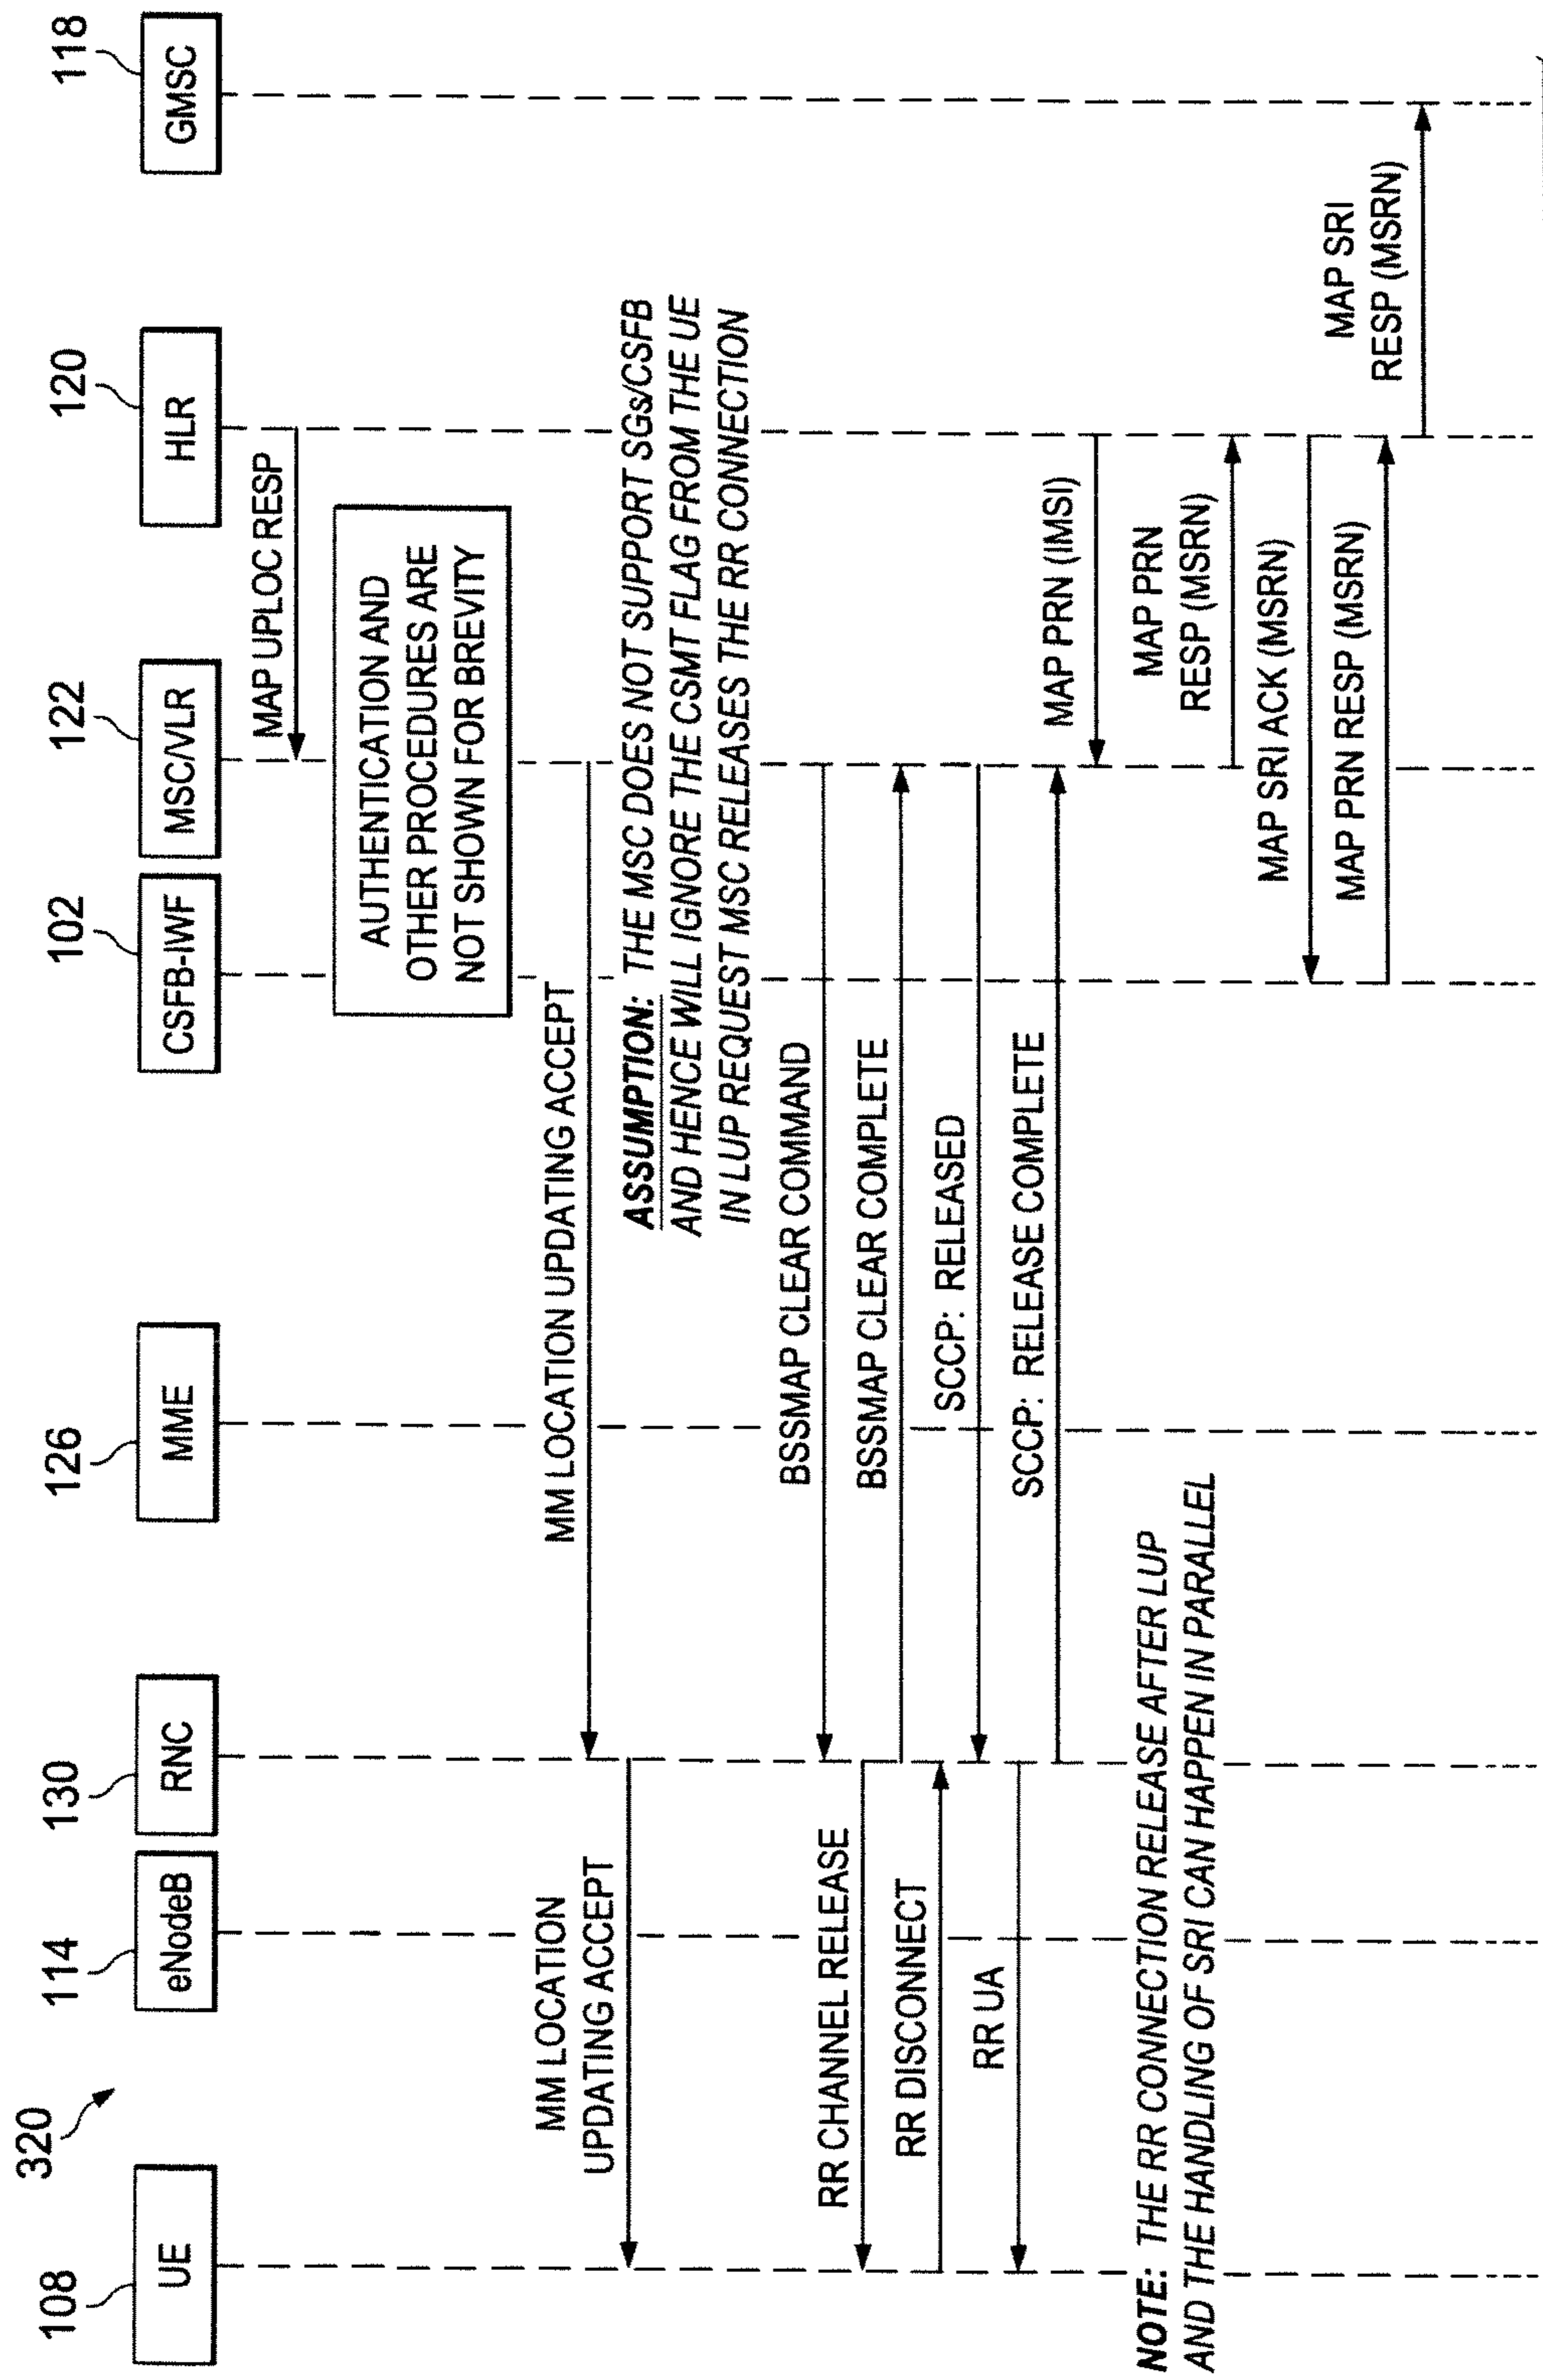 320
108
114
130
126
102
122
120
118
UE
eNodeB
RNC
MME
CSFB-IWF
MSC/VLR
HLR
GMSC
MAP UPLOC RESP
AUTHENTICATION AND
OTHER PROCEDURES ARE
NOT SHOWN FOR BREVITY
MM LOCATION UPDATING ACCEPT
MM LOCATION
UPDATING ACCEPT
ASSUMPTION: THE MSC DOES NOT SUPPORT SGs/CSFB
AND HENCE WILL IGNORE THE CSMT FLAG FROM THE UE
IN LUP REQUEST MSC RELEASES THE RR CONNECTION
BSSMAP CLEAR COMMAND
RR CHANNEL RELEASE
BSSMAP CLEAR COMPLETE
RR DISCONNECT
SCCP: RELEASED
RR UA
SCCP: RELEASE COMPLETE
MAP PRN (IMSI)
NOTE: THE RR CONNECTION RELEASE AFTER LUP
AND THE HANDLING OF SRI CAN HAPPEN IN PARALLEL
MAP PRN
RESP (MSRN)
MAP SRI ACK (MSRN)
MAP PRN RESP (MSRN)
MAP SRI
RESP (MSRN)